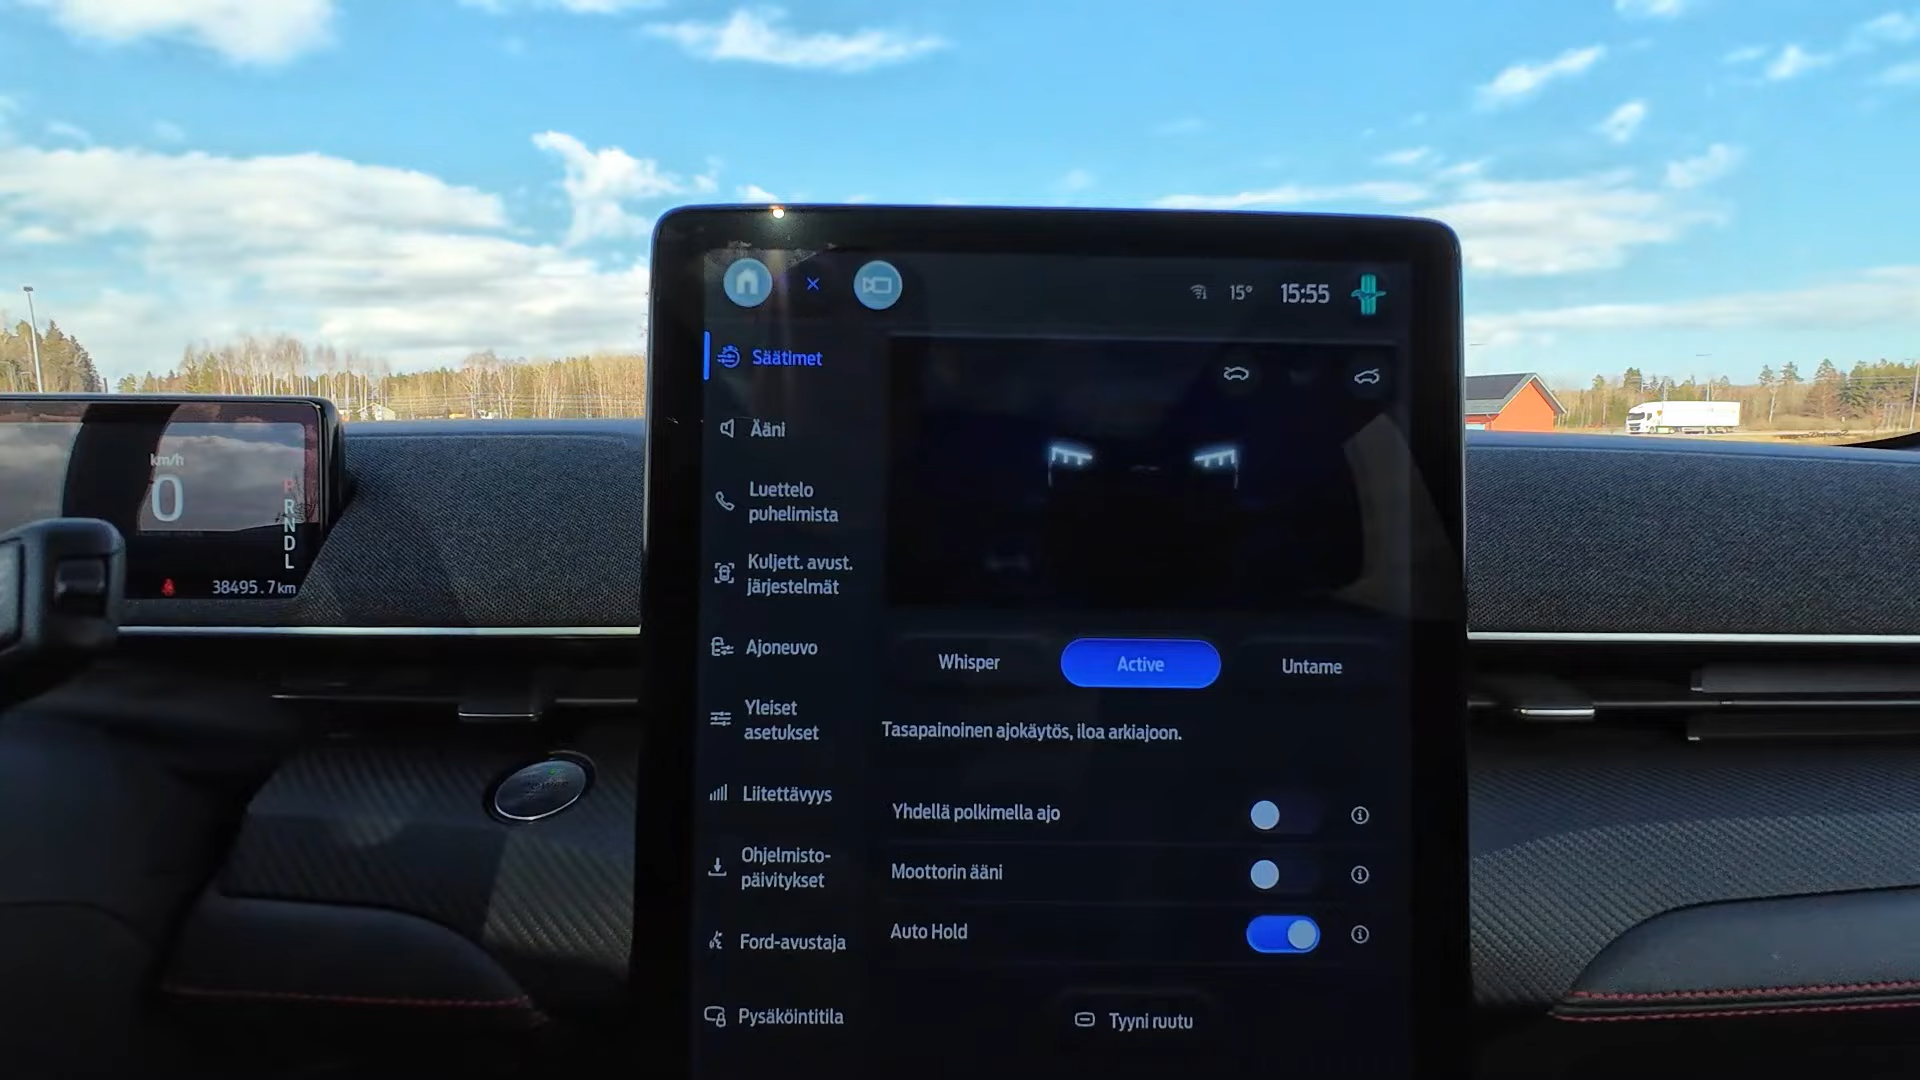 km/h
0
P
R
N
D
L
38495.7 km
15°
15:55
Säätimet
Ääni
Luettelo
puhelimista
Kuljett. avust.
järjestelmät
Ajoneuvo
Yleiset
asetukset
Liitettävyys
Ohjelmisto-
päivitykset
Ford-avustaja
Pysäköintitila
Whisper
Active
Untame
Tasapainoinen ajokäytös, iloa arkiajoon.
Yhdellä polkimella ajo
Moottorin ääni
Auto Hold
Tyyni ruutu